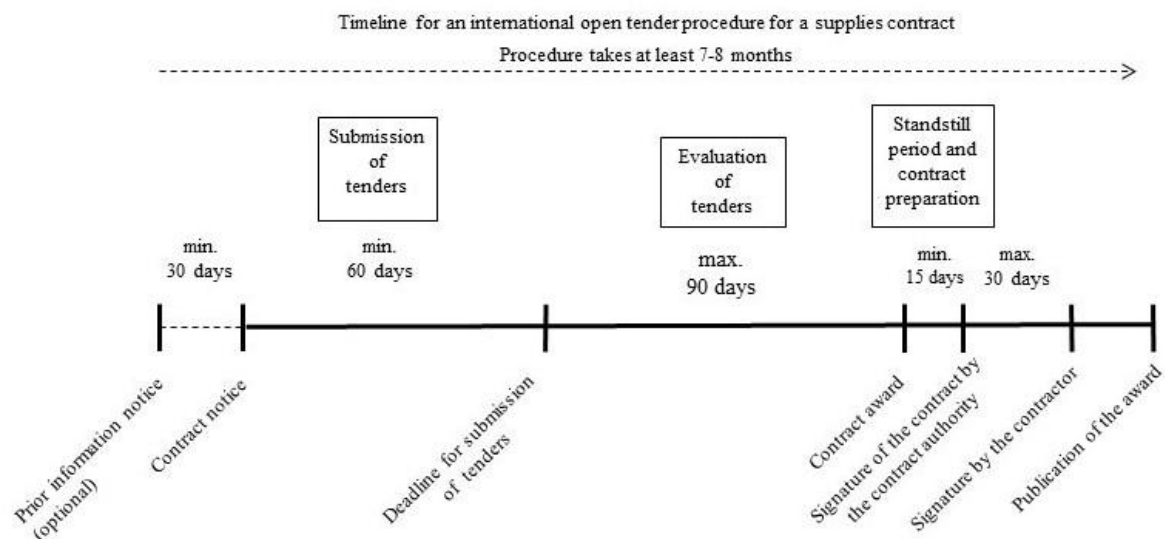 Timeline for an international open tender procedure for a supplies contract
Procedure takes at least 7-8 months
Submission
of
tenders
Evaluation
of
tenders
Standstill
period and
contract
preparation
min.
30 days
min.
60 days
max.
90 days
min.
15 days
max.
30 days
Prior information notice
(optional)
Contract notice
Deadline for submission
of tenders
Contract award
Signature of the contract by
the contract authority
Signature by the contractor
Publication of the award